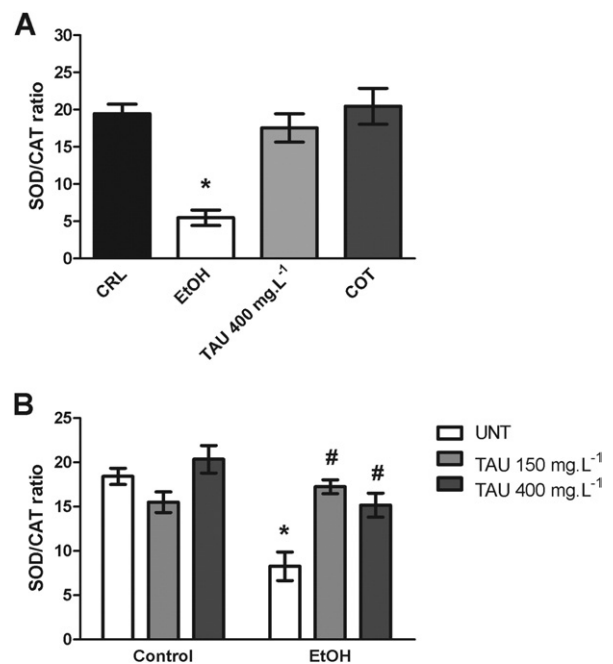 A
SOD/CAT ratio
30
25
20
15
10
5
0
*
CRL
EtOH
TAU 400 mg.L⁻¹
COT
B
SOD/CAT ratio
25
20
15
10
5
0
*
#
#
Control
EtOH
UNT
TAU 150 mg.L⁻¹
TAU 400 mg.L⁻¹